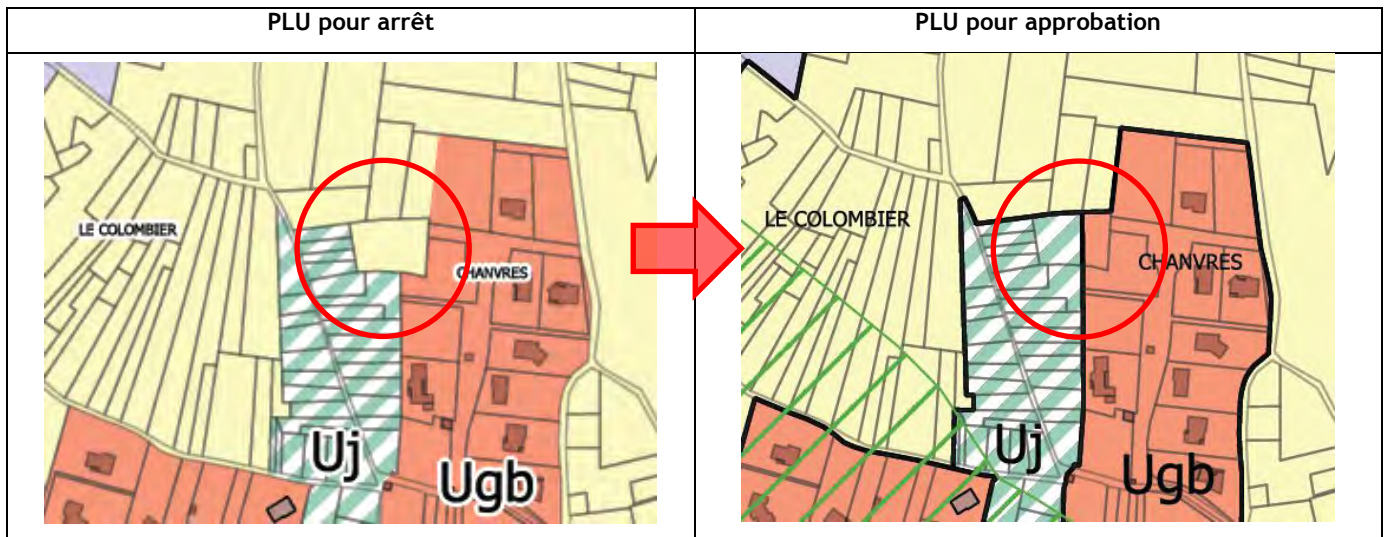 PLU pour arrêt
PLU pour approbation
LE COLOMBIER
CHANVRES
Uj
Ugb
LE COLOMBIER
CHANVRES
Uj
Ugb